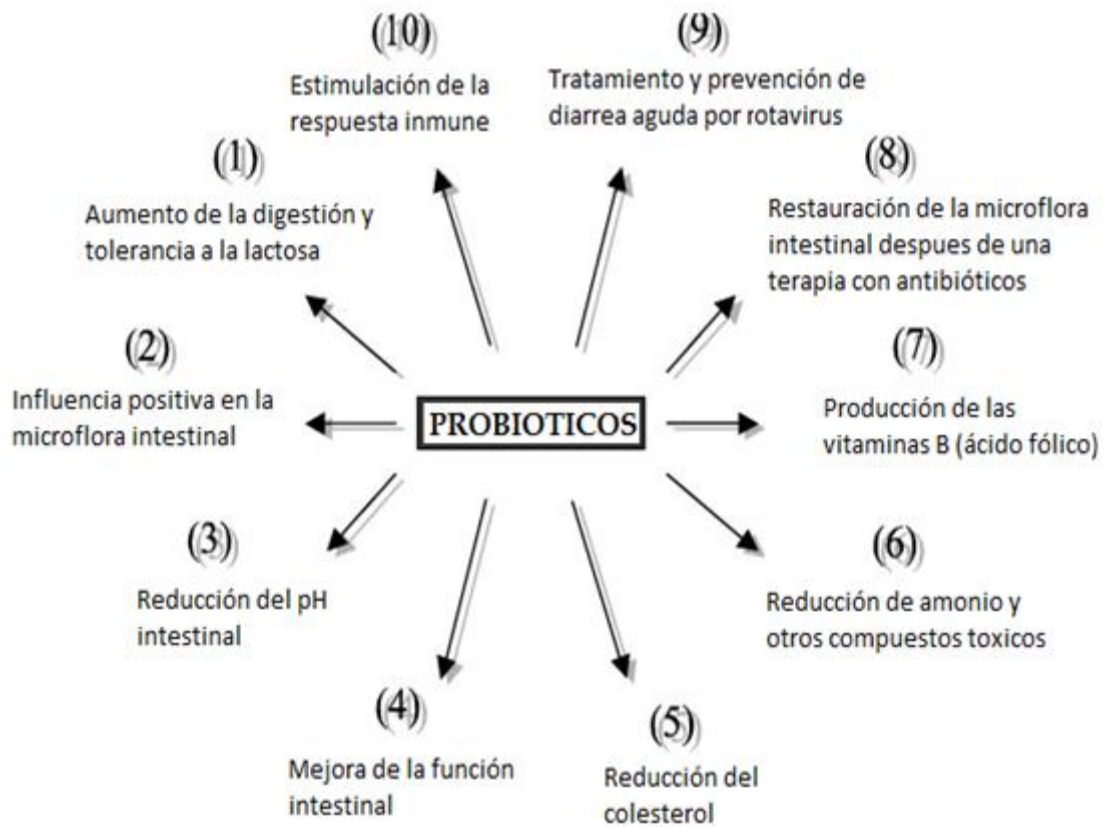 (10)
Estimulación de la
respuesta inmune
(9)
Tratamiento y prevención de
diarrea aguda por rotavirus
(1)
Aumento de la digestión y
tolerancia a la lactosa
(8)
Restauración de la microflora
intestinal despues de una
terapia con antibióticos
(2)
Influencia positiva en la
microflora intestinal
PROBIOTICOS
(7)
Producción de las
vitaminas B (ácido fólico)
(3)
Reducción del pH
intestinal
(6)
Reducción de amonio y
otros compuestos toxicos
(4)
Mejora de la función
intestinal
(5)
Reducción del
colesterol